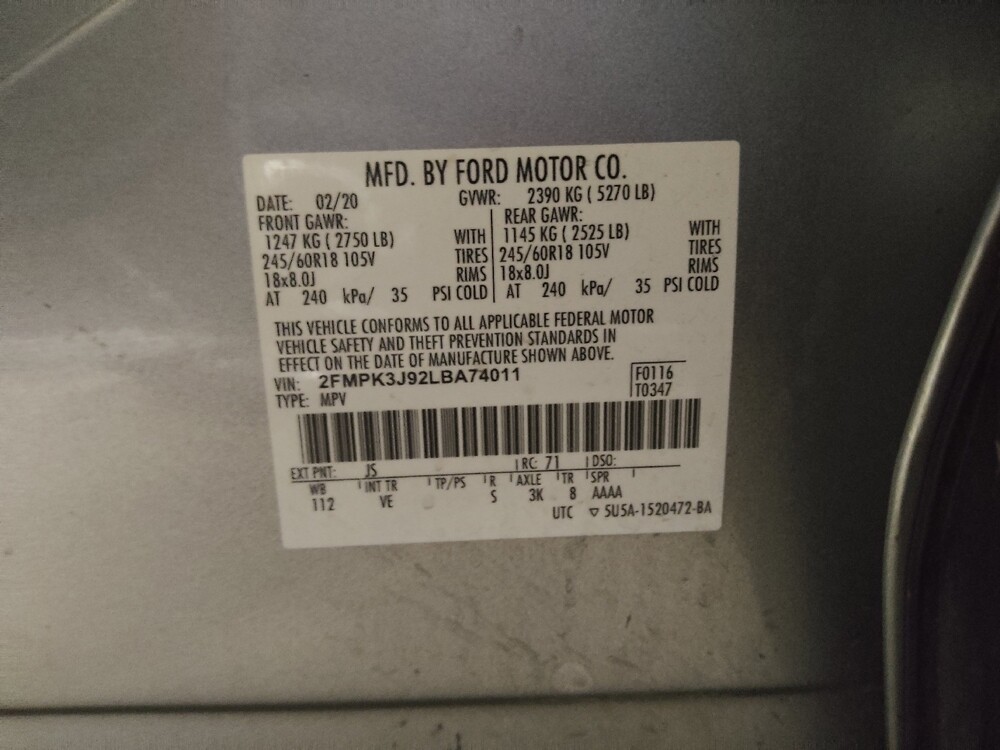 MFD. BY FORD MOTOR CO.
DATE: 02/20 GVWR: 2390 KG ( 5270 LB)
FRONT GAWR: REAR GAWR:
1247 KG ( 2750 LB) WITH 1145 KG ( 2525 LB) WITH
245/60R18 105V TIRES 245/60R18 105V TIRES
18x8.0J RIMS 18x8.0J RIMS
AT 240 kPa/ 35 PSI COLD AT 240 kPa/ 35 PSI COLD
THIS VEHICLE CONFORMS TO ALL APPLICABLE FEDERAL MOTOR
VEHICLE SAFETY AND THEFT PREVENTION STANDARDS IN
EFFECT ON THE DATE OF MANUFACTURE SHOWN ABOVE.
VIN: 2FMPK3J92LBA74011 F0116
TYPE: MPV T0347
EXT PNT: JS RC: 71 DSO:
WB INT TR TP/PS R AXLE TR SPR
112 VE S 3K 8 AAAA
UTC ▽ 5U5A-1520472-BA